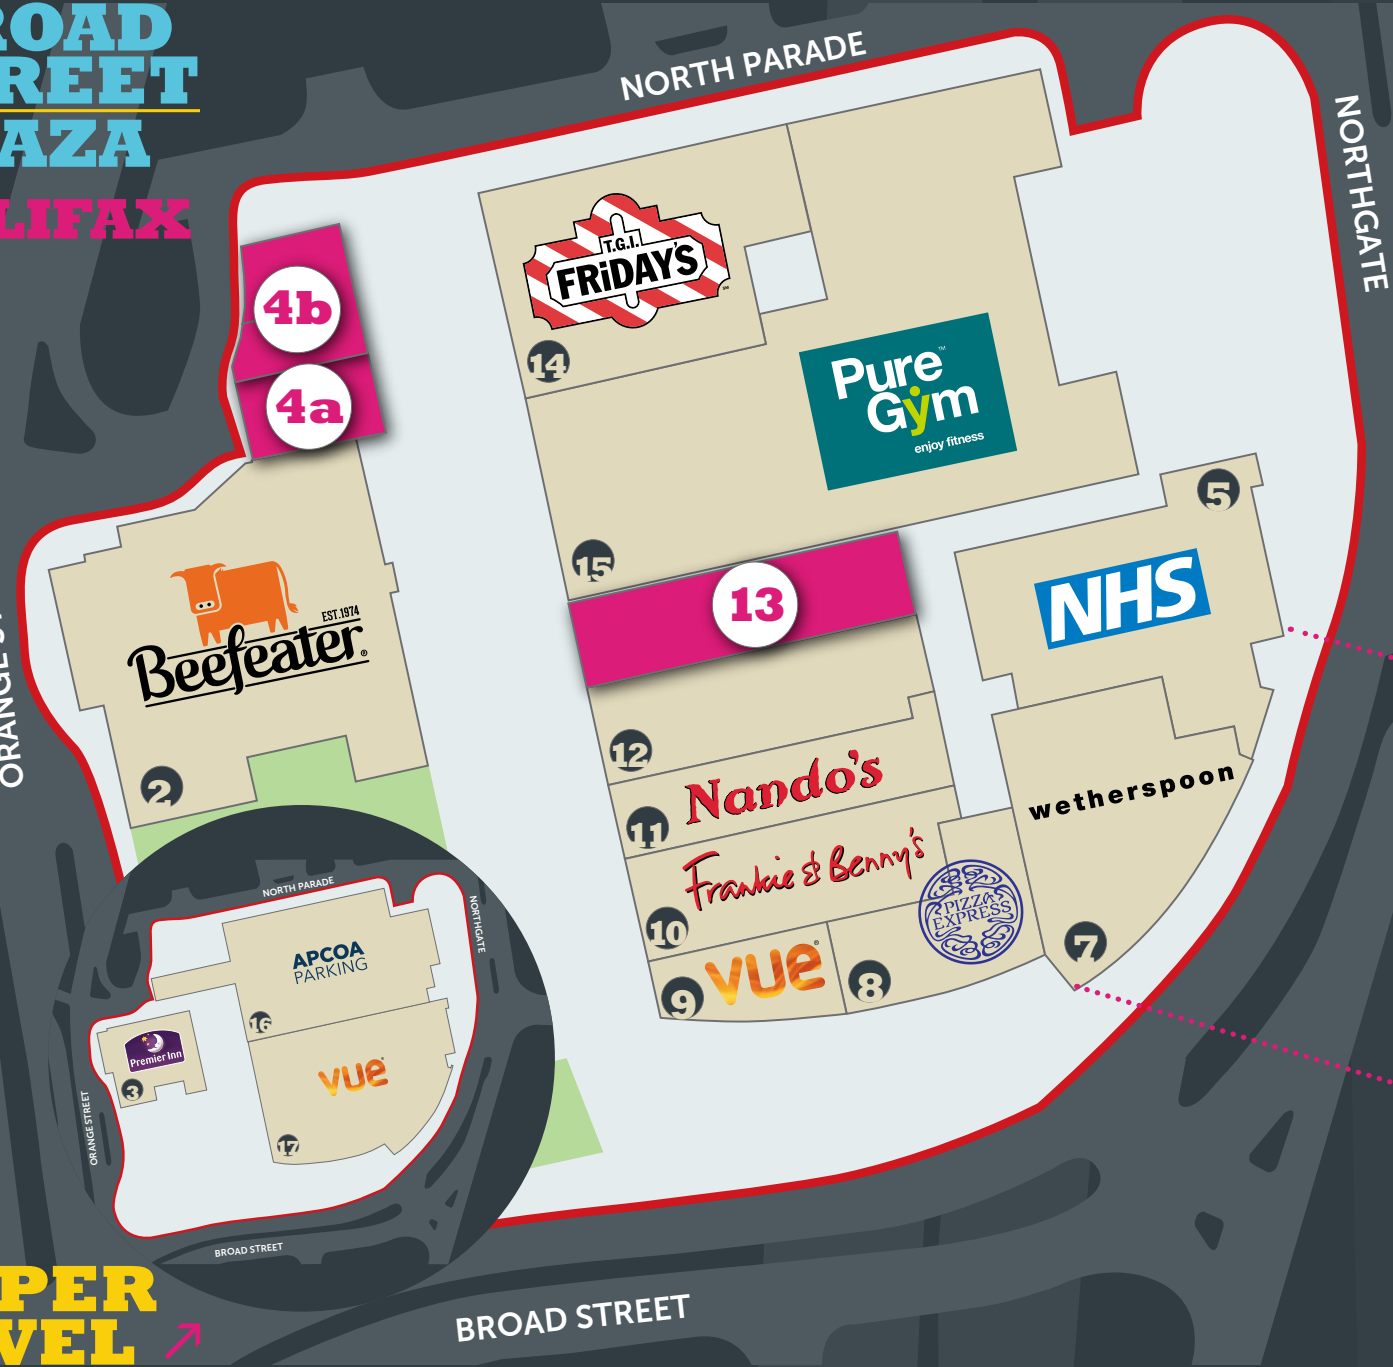 ROAD
REET
AZA
LIFAX
NORTH PARADE
NORTHGATE
4b
4a
T.G.I.
FRiDAY'S
14
Pure
Gym
enjoy fitness
15
13
5
NHS
EST.1974
Beefeater
2
12
Nando's
11
Frankie & Benny's
10
wetherspoon
PIZZA
EXPRESS
7
vue
9
8
NORTH PARADE
NORTHGATE
APCOA
PARKING
16
Premier Inn
3
vue
17
ORANGE STREET
BROAD STREET
BROAD STREET
PER
VEL
ORANGE